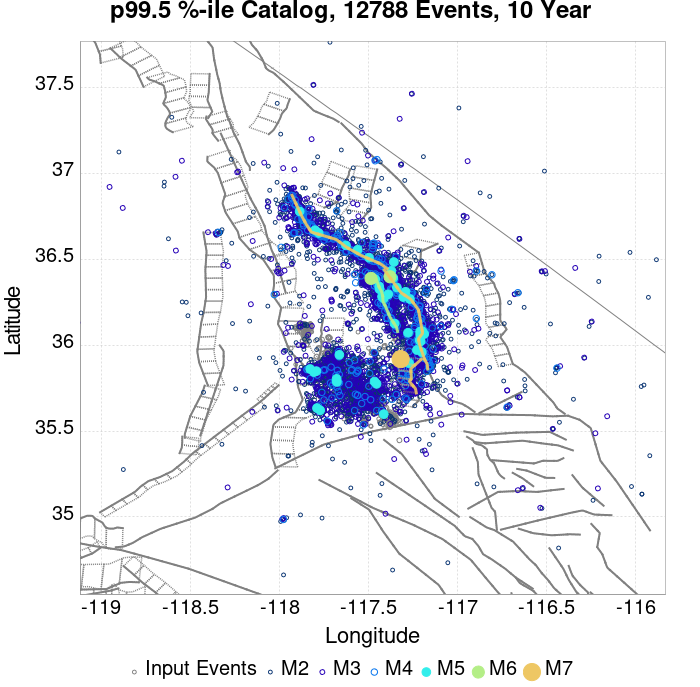 p99.5 %-ile Catalog, 12788 Events, 10 Year
37.5
37
36.5
36
35.5
35
Latitude
-119 -118.5 -118 -117.5 -117 -116.5 -116
Longitude
Input Events M2 M3 M4 M5 M6 M7